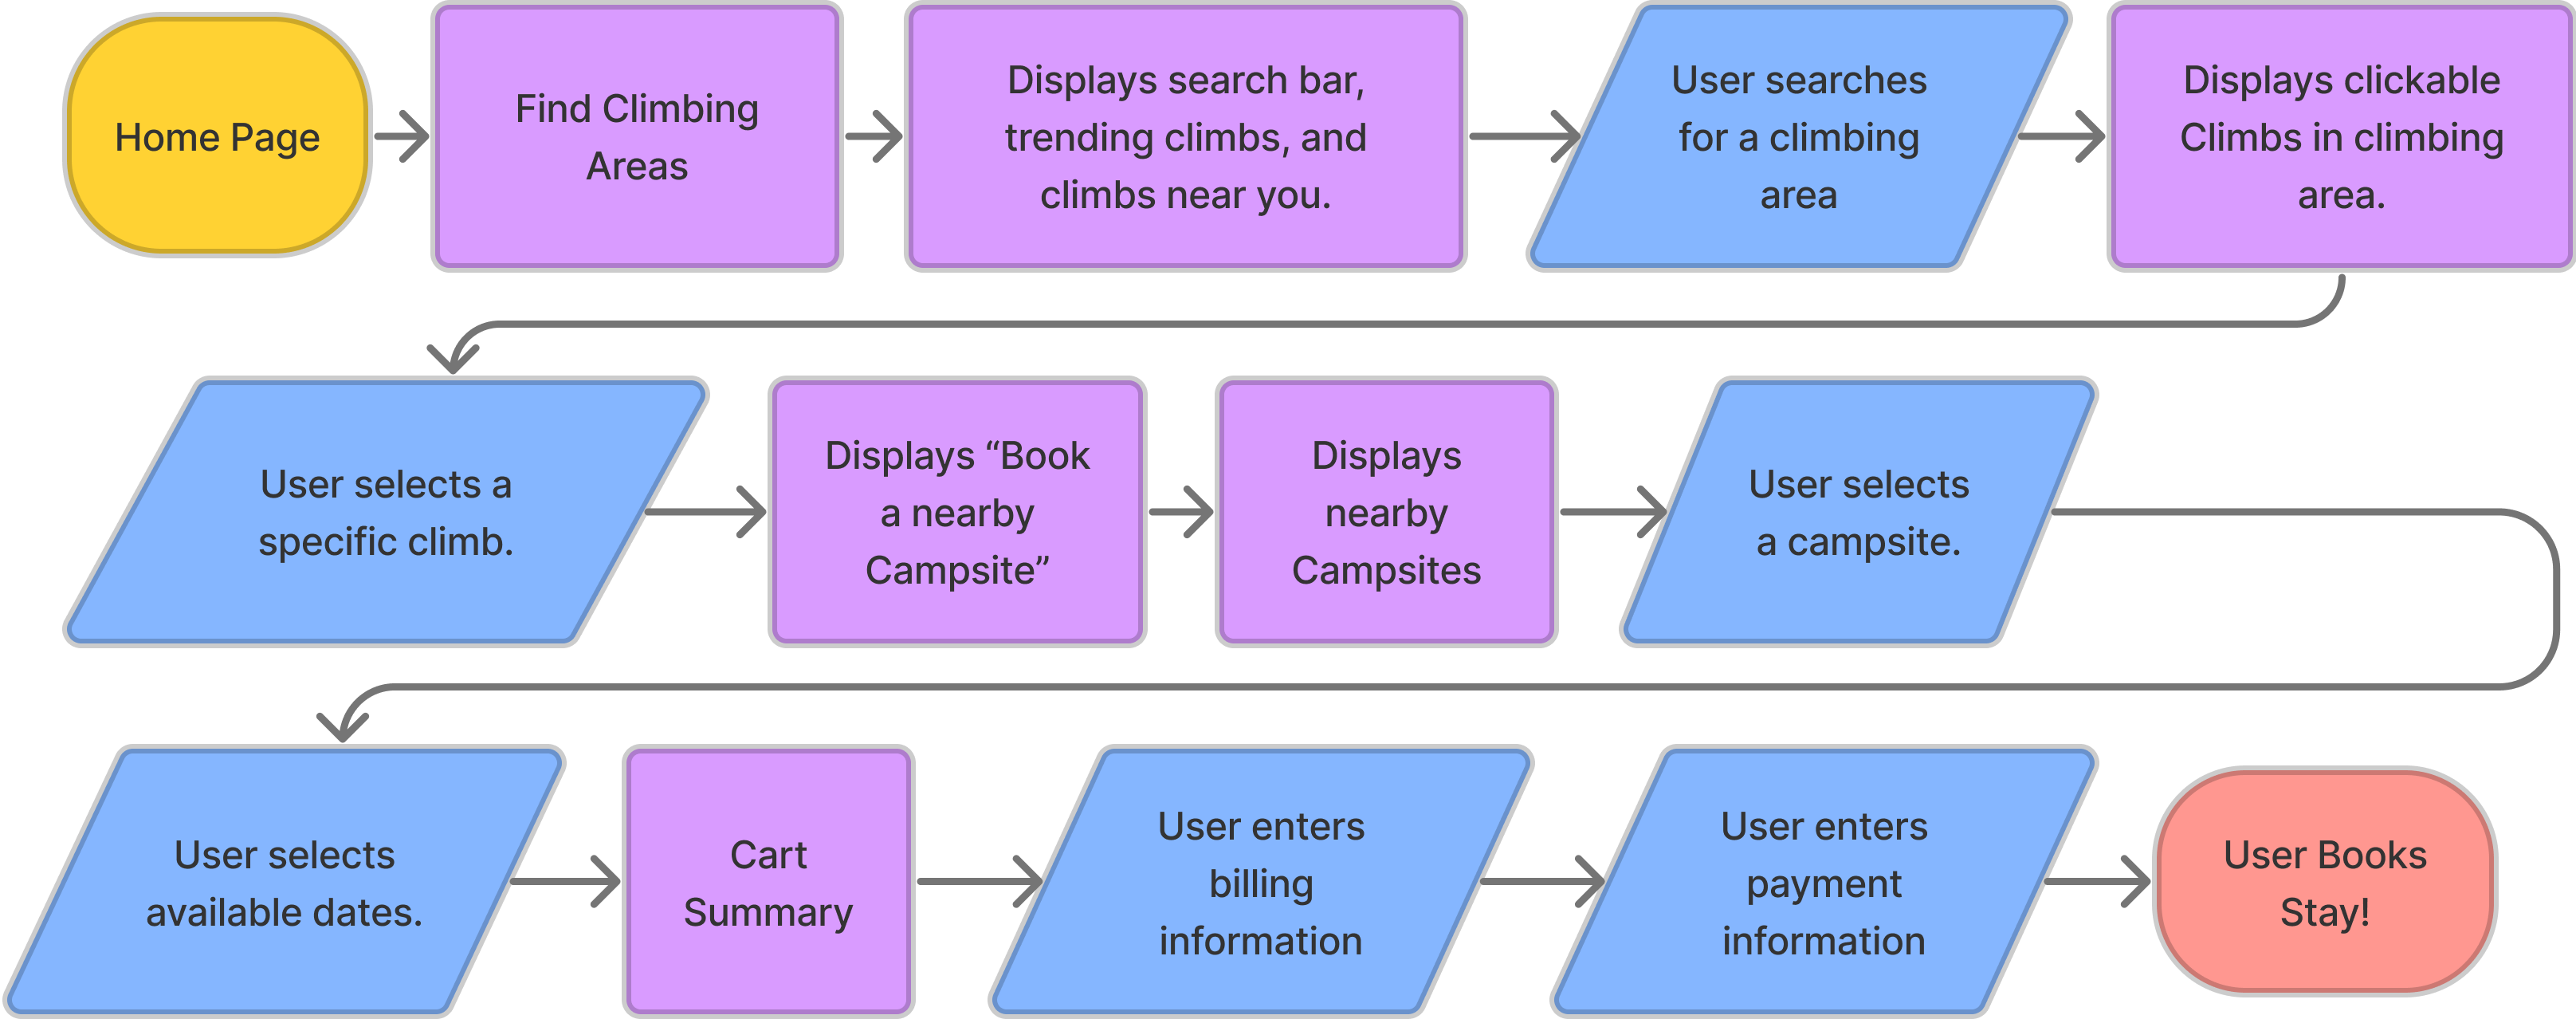 Home Page
Find Climbing
Areas
Displays search bar,
trending climbs, and
climbs near you.
User searches
for a climbing
area
Displays clickable
Climbs in climbing
area.
User selects a
specific climb.
Displays “Book
a nearby
Campsite”
Displays
nearby
Campsites
User selects
a campsite.
User selects
available dates.
Cart
Summary
User enters
billing
information
User enters
payment
information
User Books
Stay!